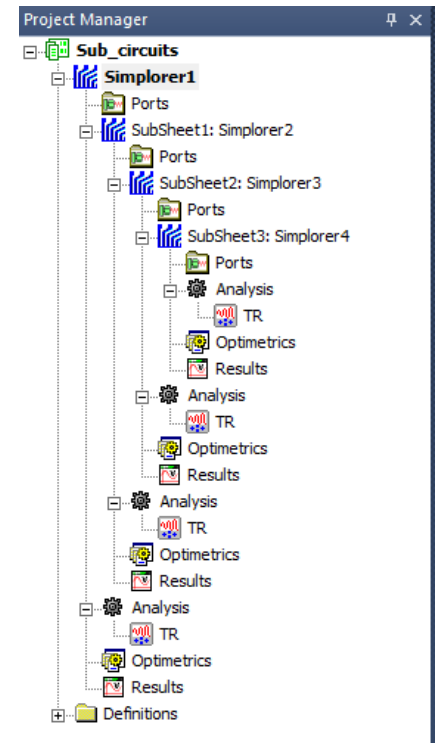 Project Manager
Sub_circuits
Simplorer1
Ports
SubSheet1: Simplorer2
Ports
SubSheet2: Simplorer3
Ports
SubSheet3: Simplorer4
Ports
Analysis
TR
Optimetrics
Results
Analysis
TR
Optimetrics
Results
Analysis
TR
Optimetrics
Results
Analysis
TR
Optimetrics
Results
Definitions